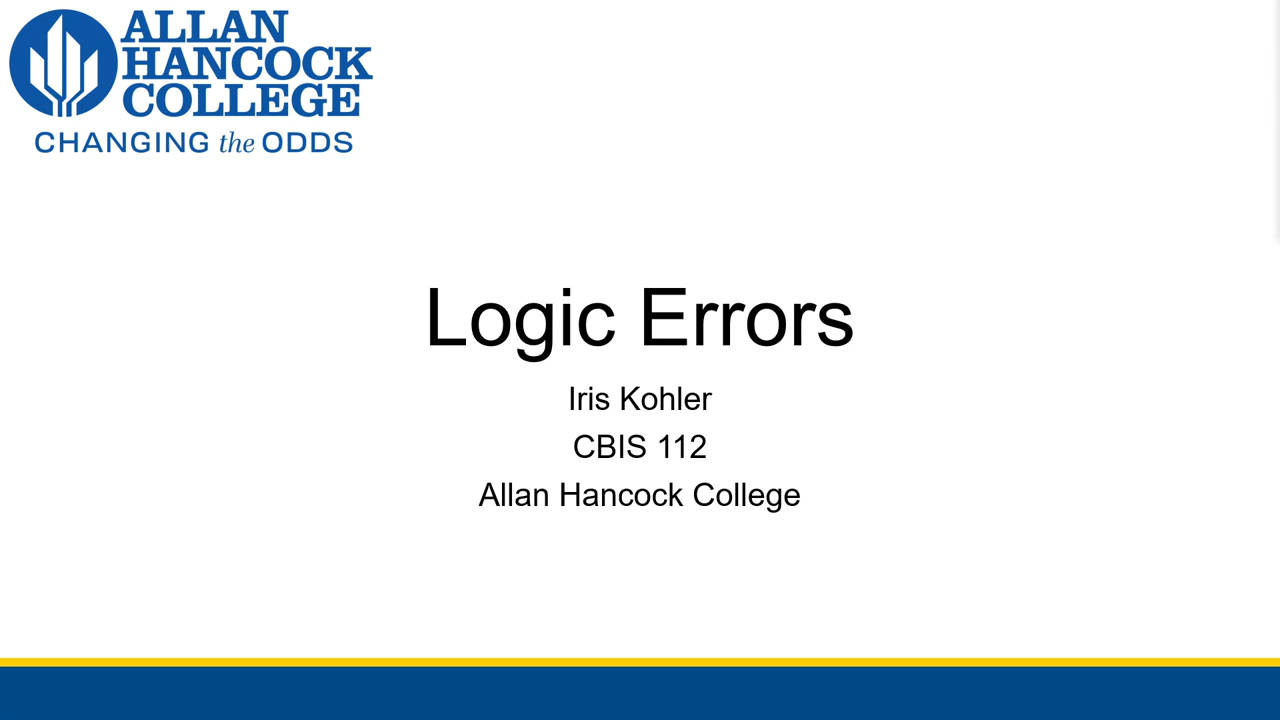 ALLAN
HANCOCK
COLLEGE
CHANGING the ODDS
Logic Errors
Iris Kohler
CBIS 112
Allan Hancock College